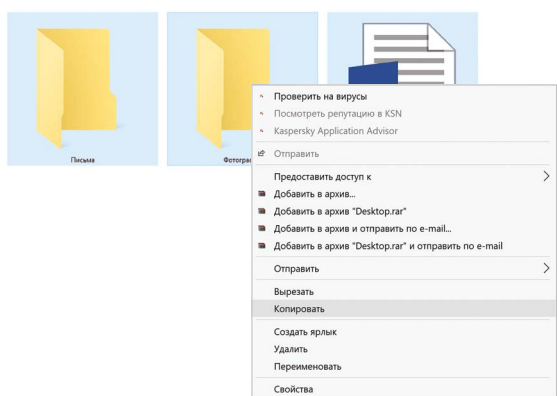 Письма
Фотогра
Проверить на вирусы
Посмотреть репутацию в KSN
Kaspersky Application Advisor
Отправить
Предоставить доступ к
Добавить в архив...
Добавить в архив "Desktop.rar"
Добавить в архив и отправить по e-mail...
Добавить в архив "Desktop.rar" и отправить по e-mail
Отправить
Вырезать
Копировать
Создать ярлык
Удалить
Переименовать
Свойства